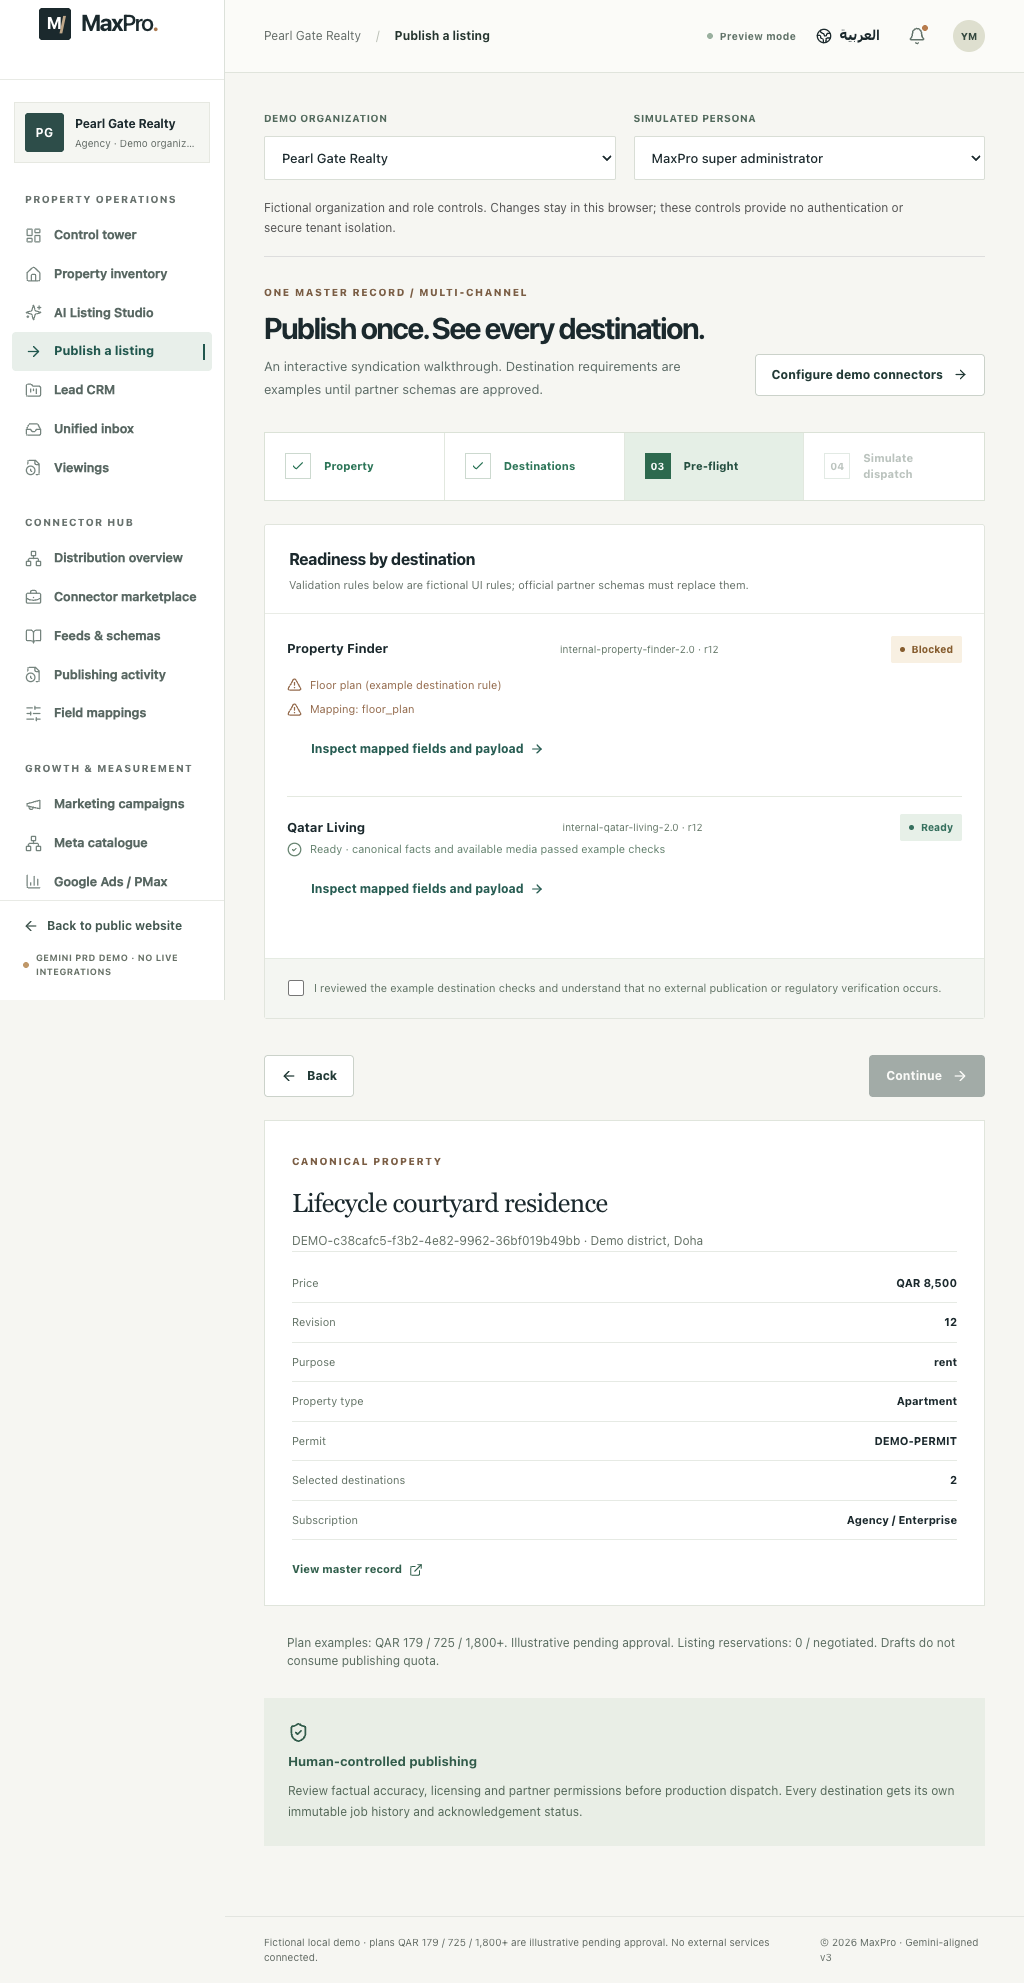 M/ MaxPro.
Pearl Gate Realty / Publish a listing
Preview mode
العربية
YM
PG
Pearl Gate Realty
Agency · Demo organiz...
PROPERTY OPERATIONS
Control tower
Property inventory
AI Listing Studio
Publish a listing
Lead CRM
Unified inbox
Viewings
CONNECTOR HUB
Distribution overview
Connector marketplace
Feeds & schemas
Publishing activity
Field mappings
GROWTH & MEASUREMENT
Marketing campaigns
Meta catalogue
Google Ads / PMax
Back to public website
GEMINI PRD DEMO · NO LIVE
INTEGRATIONS
DEMO ORGANIZATION
Pearl Gate Realty
SIMULATED PERSONA
MaxPro super administrator
Fictional organization and role controls. Changes stay in this browser; these controls provide no authentication or
secure tenant isolation.
ONE MASTER RECORD / MULTI-CHANNEL
Publish once. See every destination.
An interactive syndication walkthrough. Destination requirements are
examples until partner schemas are approved.
Configure demo connectors
Property
Destinations
03 Pre-flight
04 Simulate
dispatch
Readiness by destination
Validation rules below are fictional UI rules; official partner schemas must replace them.
Property Finder
internal-property-finder-2.0 · r12
Blocked
Floor plan (example destination rule)
Mapping: floor_plan
Inspect mapped fields and payload
Qatar Living
internal-qatar-living-2.0 · r12
Ready
Ready · canonical facts and available media passed example checks
Inspect mapped fields and payload
I reviewed the example destination checks and understand that no external publication or regulatory verification occurs.
Back
Continue
CANONICAL PROPERTY
Lifecycle courtyard residence
DEMO-c38cafc5-f3b2-4e82-9962-36bf019b49bb · Demo district, Doha
Price QAR 8,500
Revision 12
Purpose rent
Property type Apartment
Permit DEMO-PERMIT
Selected destinations 2
Subscription Agency / Enterprise
View master record
Plan examples: QAR 179 / 725 / 1,800+. Illustrative pending approval. Listing reservations: 0 / negotiated. Drafts do not
consume publishing quota.
Human-controlled publishing
Review factual accuracy, licensing and partner permissions before production dispatch. Every destination gets its own
immutable job history and acknowledgement status.
Fictional local demo · plans QAR 179 / 725 / 1,800+ are illustrative pending approval. No external services
connected.
© 2026 MaxPro · Gemini-aligned
v3